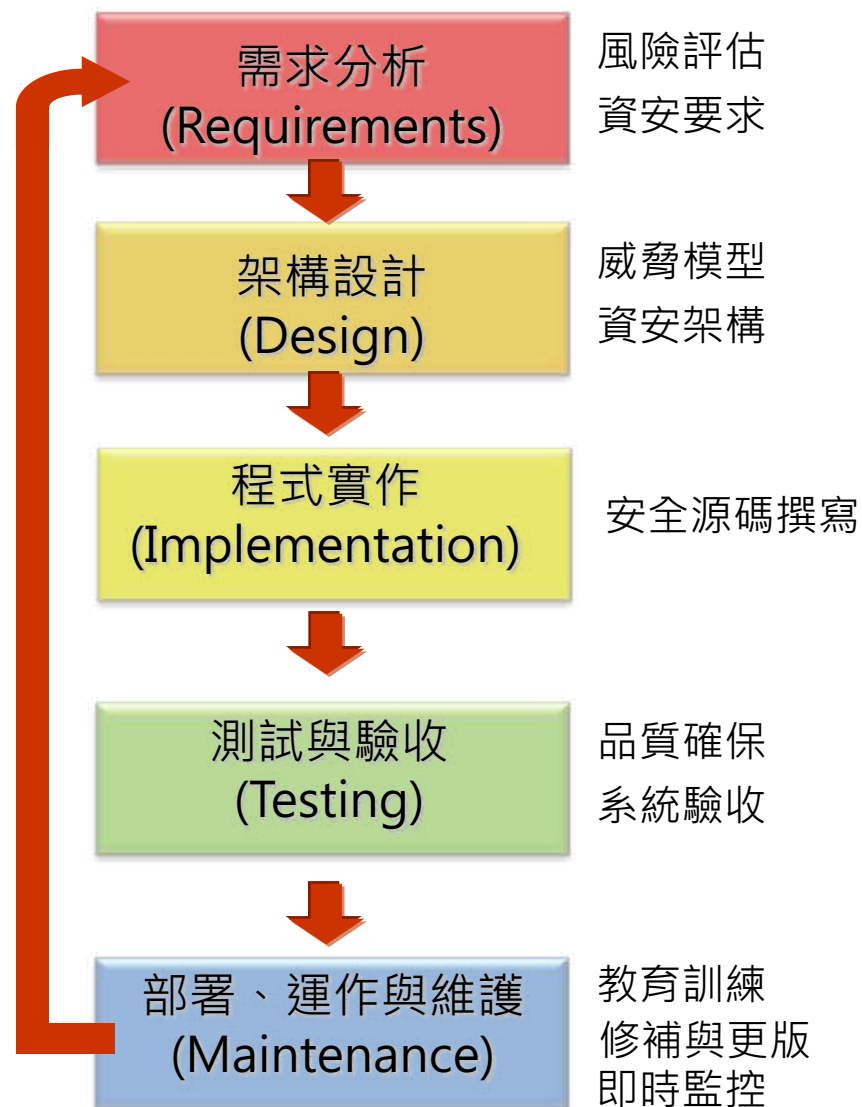 需求分析
(Requirements)
風險評估
資安要求
架構設計
(Design)
威脅模型
資安架構
程式實作
(Implementation)
安全源碼撰寫
測試與驗收
(Testing)
品質確保
系統驗收
部署、運作與維護
(Maintenance)
教育訓練
修補與更版
即時監控